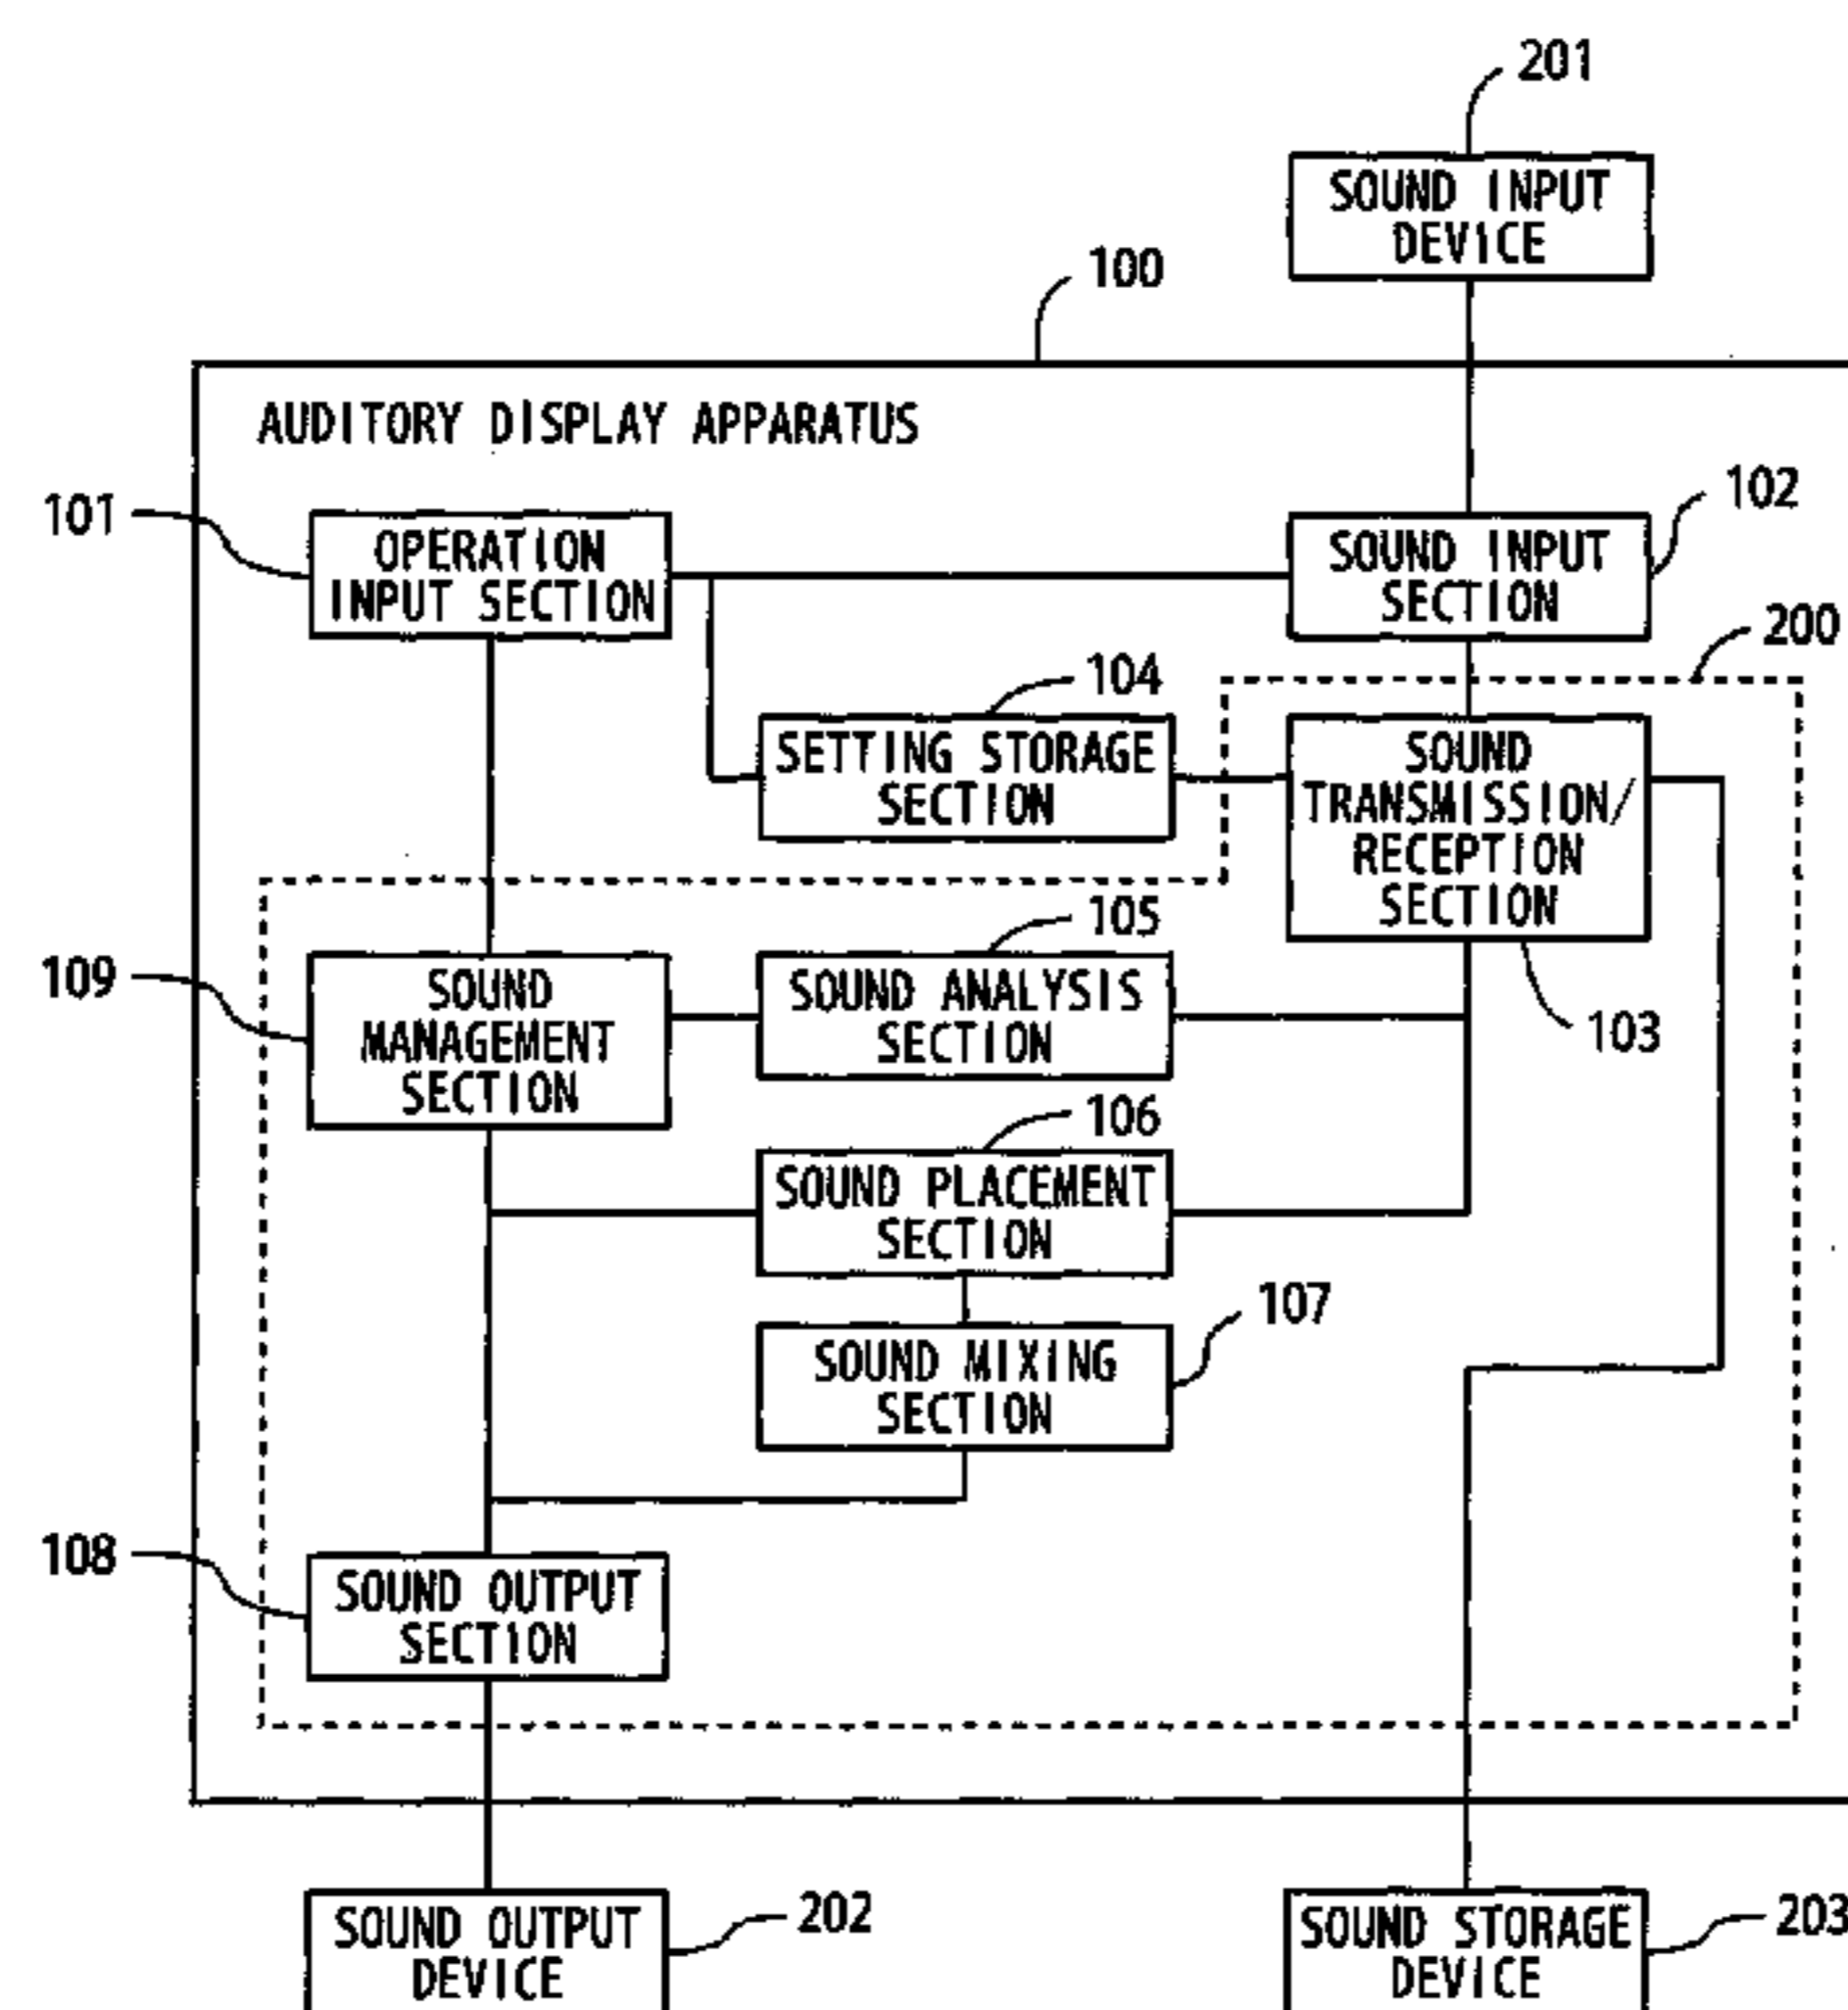 201
SOUND INPUT
DEVICE
100
AUDITORY DISPLAY APPARATUS
101
OPERATION
INPUT SECTION
SOUND INPUT
SECTION
102
200
104
SETTING STORAGE
SECTION
SOUND
TRANSMISSION/
RECEPTION
SECTION
103
109
SOUND
MANAGEMENT
SECTION
105
SOUND ANALYSIS
SECTION
106
SOUND PLACEMENT
SECTION
107
SOUND MIXING
SECTION
108
SOUND OUTPUT
SECTION
SOUND OUTPUT
DEVICE
202
SOUND STORAGE
DEVICE
203